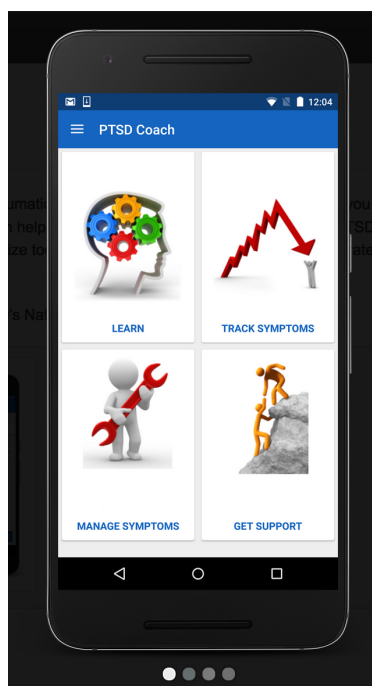 12:04
PTSD Coach
LEARN
TRACK SYMPTOMS
MANAGE SYMPTOMS
GET SUPPORT